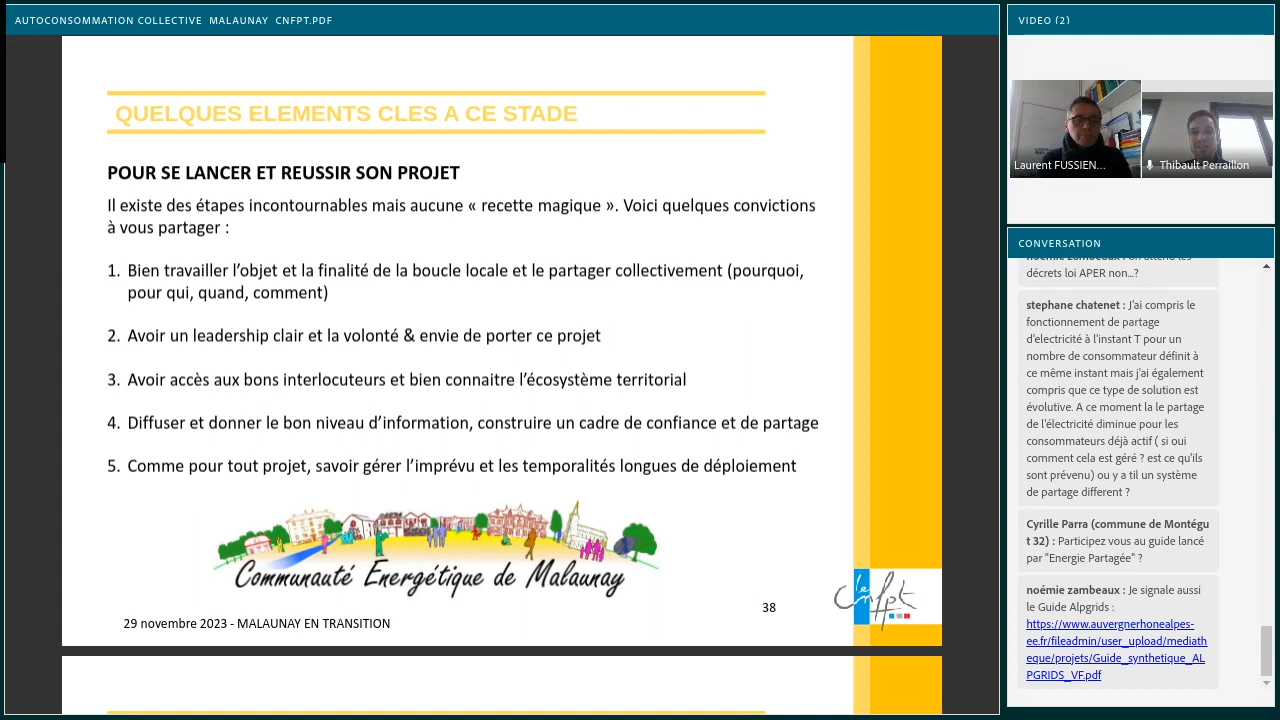 AUTOCONSOMMATION COLLECTIVE MALAUNAY CNFPT.PDF
QUELQUES ELEMENTS CLES A CE STADE
POUR SE LANCER ET REUSSIR SON PROJET
Il existe des étapes incontournables mais aucune « recette magique ». Voici quelques convictions
à vous partager :
1. Bien travailler l'objet et la finalité de la boucle locale et le partager collectivement (pourquoi,
pour qui, quand, comment)
2. Avoir un leadership clair et la volonté & envie de porter ce projet
3. Avoir accès aux bons interlocuteurs et bien connaitre l'écosystème territorial
4. Diffuser et donner le bon niveau d'information, construire un cadre de confiance et de partage
5. Comme pour tout projet, savoir gérer l'imprévu et les temporalités longues de déploiement
Communauté Energétique de Malaunay
38
29 novembre 2023 - MALAUNAY EN TRANSITION
cnfpt
VIDEO (2)
Laurent FUSSIEN...
Thibault Perraillon
CONVERSATION
noémie zambeaux : on attend les
décrets loi APER non...?
stephane chatenet : J'ai compris le
fonctionnement de partage
d'electricité à l'instant T pour un
nombre de consommateur définit à
ce même instant mais j'ai également
compris que ce type de solution est
évolutive. A ce moment la le partage
de l'électricité diminue pour les
consommateurs déjà actif ( si oui
comment cela est géré ? est ce qu'ils
sont prévenu) ou y a til un système
de partage different ?
Cyrille Parra (commune de Montégu
t 32) : Participez vous au guide lancé
par "Energie Partagée" ?
noémie zambeaux : Je signale aussi
le Guide Alpgrids :
https://www.auvergnerhonealpes-
ee.fr/fileadmin/user_upload/mediath
eque/projets/Guide_synthetique_AL
PGRIDS_VF.pdf